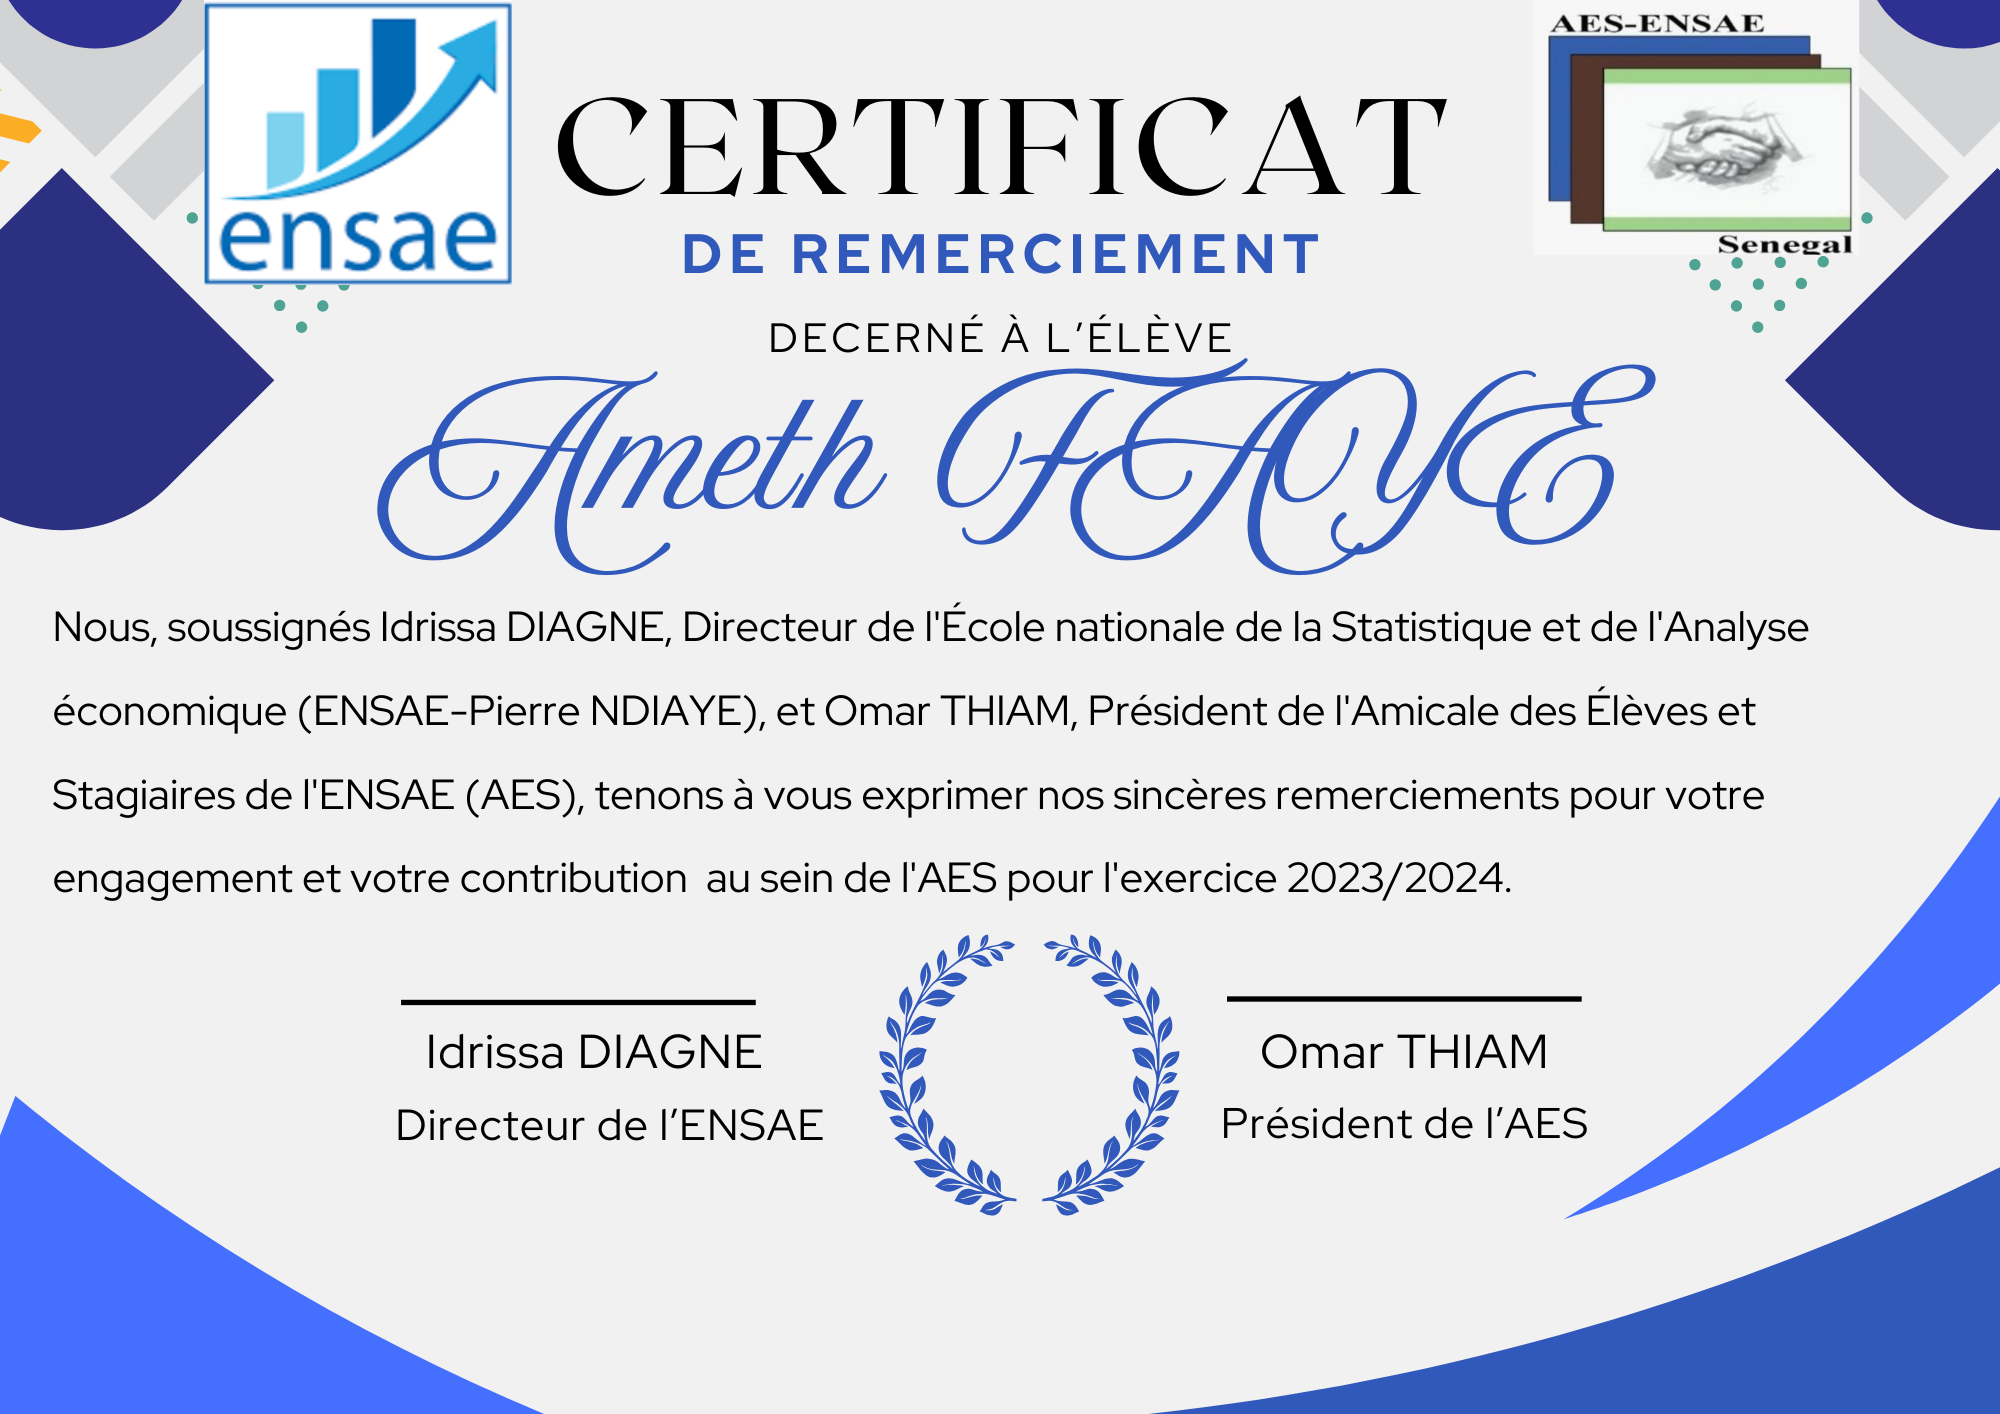 ensae
AES-ENSAE
Senegal
CERTIFICAT
DE REMERCIEMENT
DECERNÉ À L’ÉLÈVE
Ameth FAYE
Nous, soussignés Idrissa DIAGNE, Directeur de l'École nationale de la Statistique et de l'Analyse
économique (ENSAE-Pierre NDIAYE), et Omar THIAM, Président de l'Amicale des Élèves et
Stagiaires de l'ENSAE (AES), tenons à vous exprimer nos sincères remerciements pour votre
engagement et votre contribution  au sein de l'AES pour l'exercice 2023/2024.
Idrissa DIAGNE
Directeur de l’ENSAE
Omar THIAM
Président de l’AES